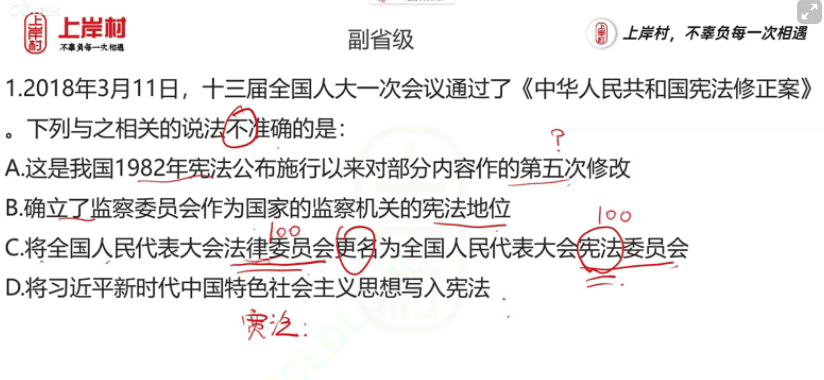 上岸村
不辜负每一次相遇
副省级
上岸村，不辜负每一次相遇
1.2018年3月11日，十三届全国人大一次会议通过了《中华人民共和国宪法修正案》
。下列与之相关的说法不准确的是：
?
A.这是我国1982年宪法公布施行以来对部分内容作的第五次修改
B.确立了监察委员会作为国家的监察机关的宪法地位
100
100
C.将全国人民代表大会法律委员会更名为全国人民代表大会宪法委员会
D.将习近平新时代中国特色社会主义思想写入宪法